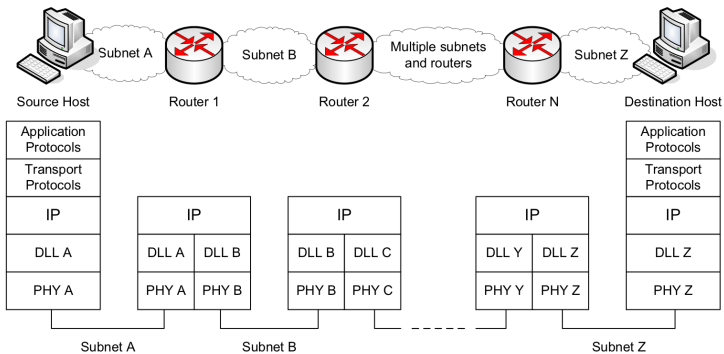 Subnet A
Subnet B
Multiple subnets
and routers
Subnet Z
Source Host
Router 1
Router 2
Router N
Destination Host
Application
Protocols
Application
Protocols
Transport
Protocols
Transport
Protocols
IP
IP
IP
IP
IP
DLL A
DLL A
DLL B
DLL B
DLL C
DLL Y
DLL Z
DLL Z
PHY A
PHY A
PHY B
PHY B
PHY C
PHY Y
PHY Z
PHY Z
Subnet A
Subnet B
Subnet Z